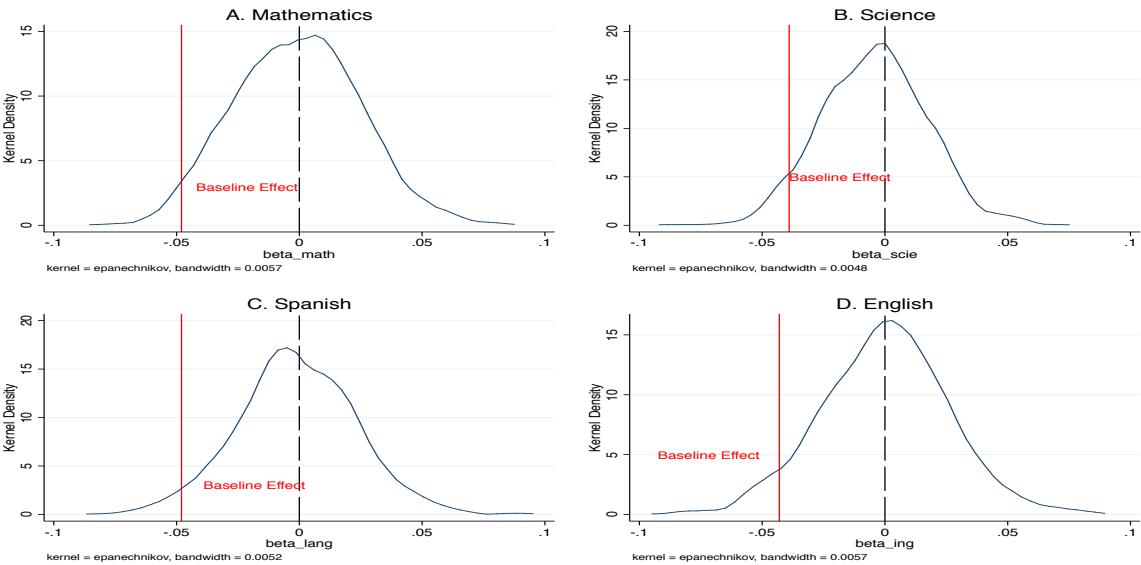 A. Mathematics
15
10
5
0
Kernel Density
Baseline Effect
-.1 -.05 0 .05 .1
beta_math
kernel = epanechnikov, bandwidth = 0.0057
B. Science
20
15
10
5
0
Kernel Density
Baseline Effect
-.1 -.05 0 .05 .1
beta_scie
kernel = epanechnikov, bandwidth = 0.0048
C. Spanish
20
15
10
5
0
Kernel Density
Baseline Effect
-.1 -.05 0 .05 .1
beta_lang
kernel = epanechnikov, bandwidth = 0.0052
D. English
15
10
5
0
Kernel Density
Baseline Effect
-.1 -.05 0 .05 .1
beta_ing
kernel = epanechnikov, bandwidth = 0.0057